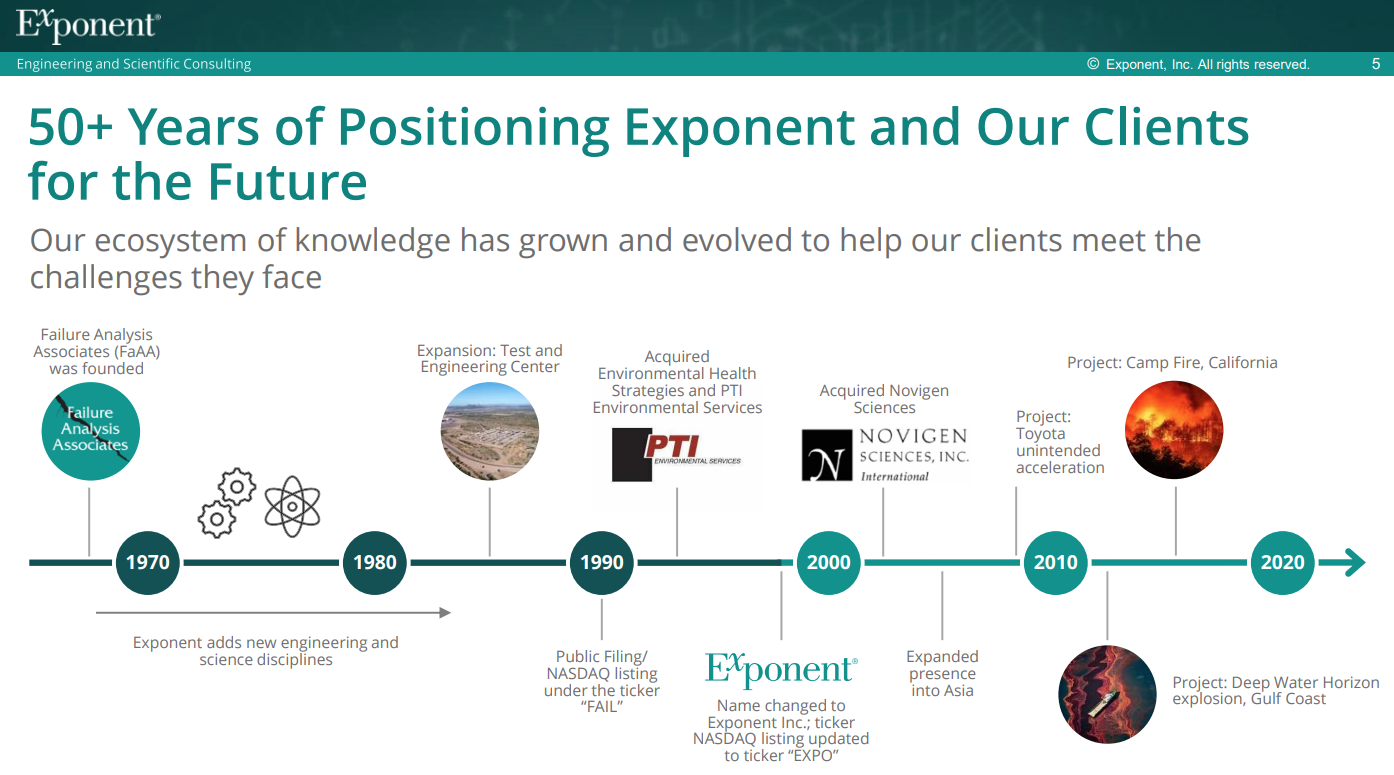 Exponent®
Engineering and Scientific Consulting
© Exponent, Inc. All rights reserved.
5
50+ Years of Positioning Exponent and Our Clients
for the Future
Our ecosystem of knowledge has grown and evolved to help our clients meet the
challenges they face
Failure Analysis
Associates (FaAA)
was founded
Failure
Analysis
Associates
Expansion: Test and
Engineering Center
Acquired
Environmental Health
Strategies and PTI
Environmental Services
PTI
ENVIRONMENTAL SERVICES
Acquired Novigen
Sciences
N
NOVIGEN
SCIENCES, INC.
International
Project:
Toyota
unintended
acceleration
Project: Camp Fire, California
1970
1980
1990
2000
2010
2020
Exponent adds new engineering and
science disciplines
Public Filing/
NASDAQ listing
under the ticker
“FAIL”
Exponent®
Name changed to
Exponent Inc.; ticker
NASDAQ listing updated
to ticker “EXPO”
Expanded
presence
into Asia
Project: Deep Water Horizon
explosion, Gulf Coast